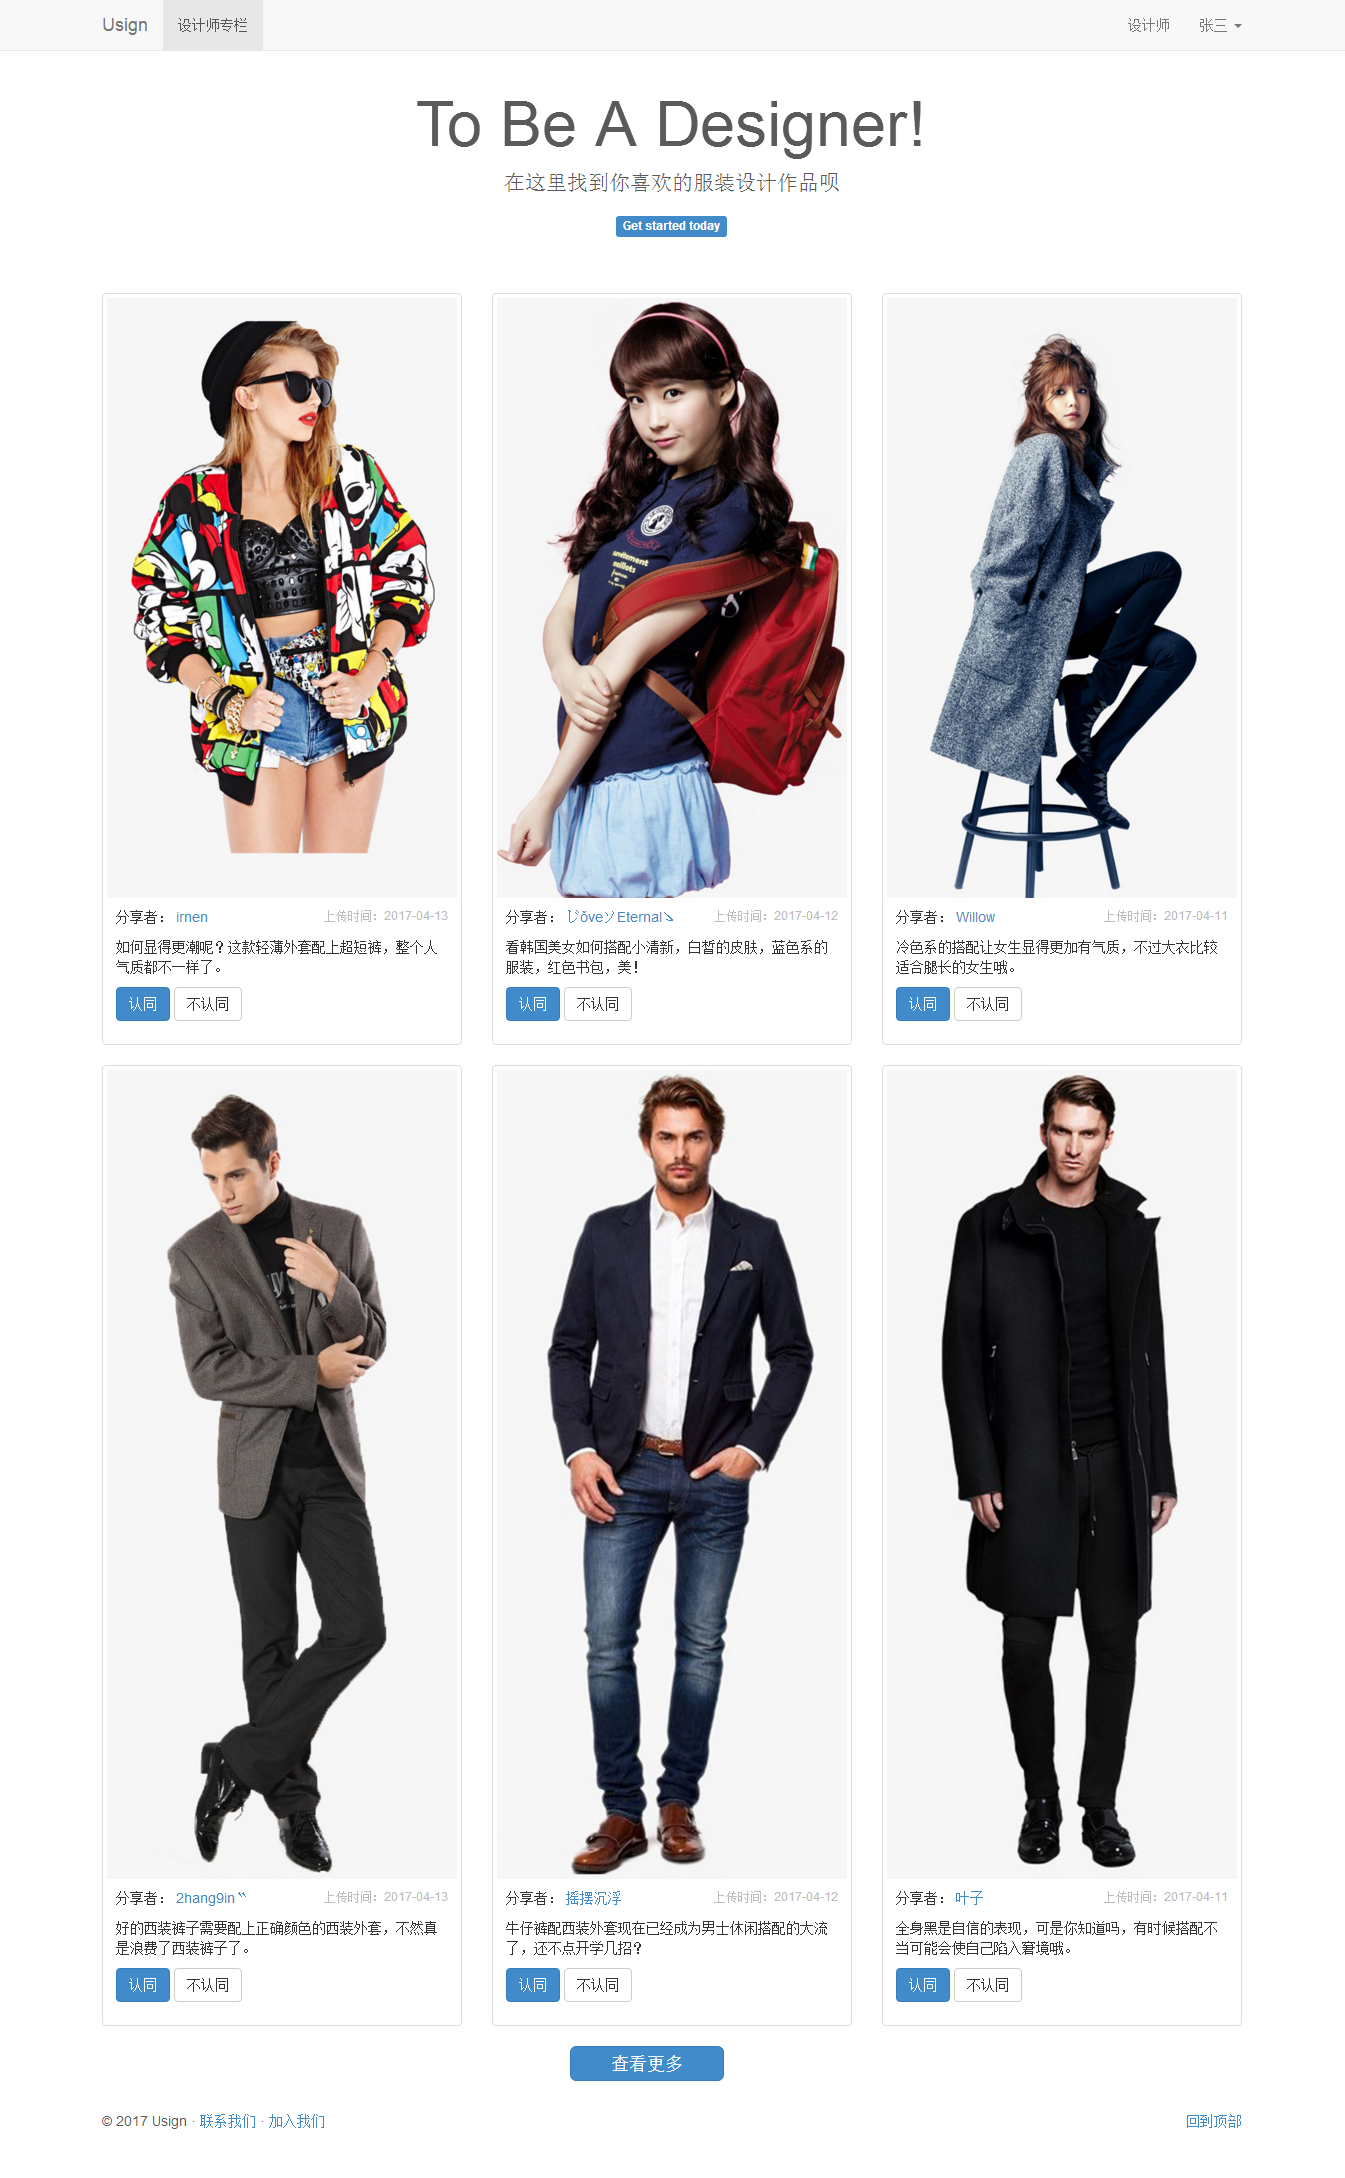 Usign 设计师专栏 设计师 张三
To Be A Designer!
在这里找到你喜欢的服装设计作品呗
Get started today
分享者： irnen 上传时间：2017-04-13
如何显得更潮呢？这款轻薄外套配上超短裤，整个人
气质都不一样了。
认同 不认同
分享者： じǒveソEternal↘ 上传时间：2017-04-12
看韩国美女如何搭配小清新，白皙的皮肤，蓝色系的
服装，红色书包，美！
认同 不认同
分享者： Willow 上传时间：2017-04-11
冷色系的搭配让女生显得更加有气质，不过大衣比较
适合腿长的女生哦。
认同 不认同
分享者： 2hang9in〝 上传时间：2017-04-13
好的西装裤子需要配上正确颜色的西装外套，不然真
是浪费了西装裤子了。
认同 不认同
分享者： 摇摆沉浮 上传时间：2017-04-12
牛仔裤配西装外套现在已经成为男士休闲搭配的大流
了，还不点开学几招？
认同 不认同
分享者： 叶子 上传时间：2017-04-11
全身黑是自信的表现，可是你知道吗，有时候搭配不
当可能会使自己陷入窘境哦。
认同 不认同
查看更多
© 2017 Usign · 联系我们 · 加入我们 回到顶部